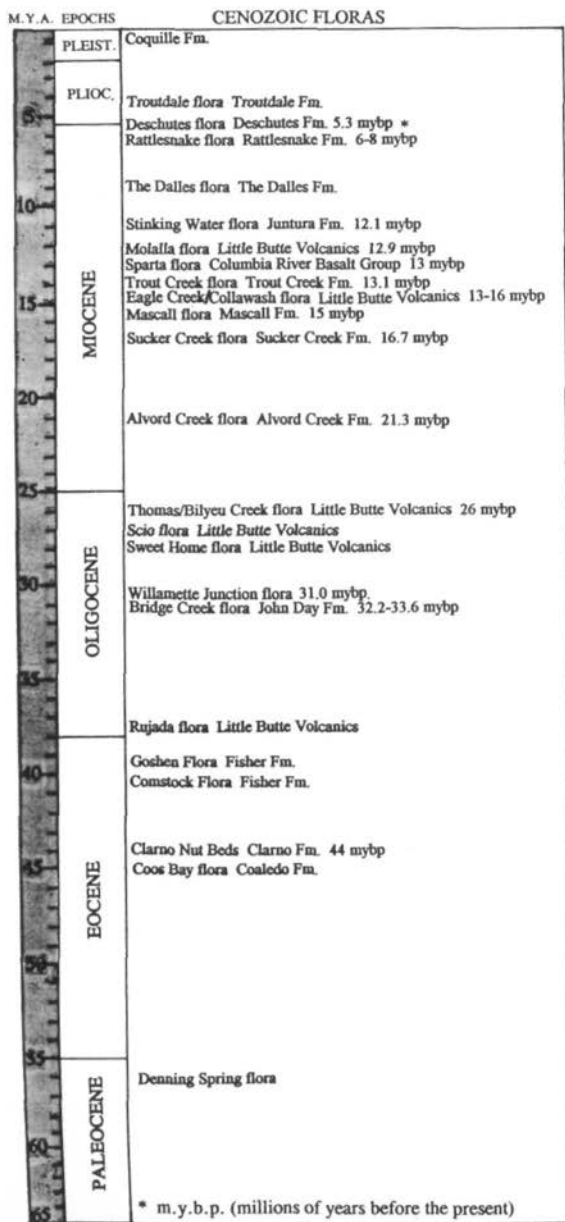 M.Y.A. EPOCHS CENOZOIC FLORAS
PLEIST. Coquille Fm.
PLIOC.
Troutdale flora Troutdale Fm.
5
Deschutes flora Deschutes Fm. 5.3 mybp *
Rattlesnake flora Rattlesnake Fm. 6-8 mybp
The Dalles flora The Dalles Fm.
10
Stinking Water flora Juntura Fm. 12.1 mybp
Molalla flora Little Butte Volcanics 12.9 mybp
Sparta flora Columbia River Basalt Group 13 mybp
Trout Creek flora Trout Creek Fm. 13.1 mybp
15 Eagle Creek/Collawash flora Little Butte Volcanics 13-16 mybp
MIOCENE
Mascall flora Mascall Fm. 15 mybp
Sucker Creek flora Sucker Creek Fm. 16.7 mybp
20
Alvord Creek flora Alvord Creek Fm. 21.3 mybp
25
Thomas/Bilyeu Creek flora Little Butte Volcanics 26 mybp
Scio flora Little Butte Volcanics
Sweet Home flora Little Butte Volcanics
30
OLIGOCENE
Willamette Junction flora 31.0 mybp.
Bridge Creek flora John Day Fm. 32.2-33.6 mybp
35
Rujada flora Little Butte Volcanics
Goshen Flora Fisher Fm.
40
Comstock Flora Fisher Fm.
Clarno Nut Beds Clarno Fm. 44 mybp
45 Coos Bay flora Coaledo Fm.
EOCENE
50
55
Denning Spring flora
PALEOCENE
60
65
* m.y.b.p. (millions of years before the present)